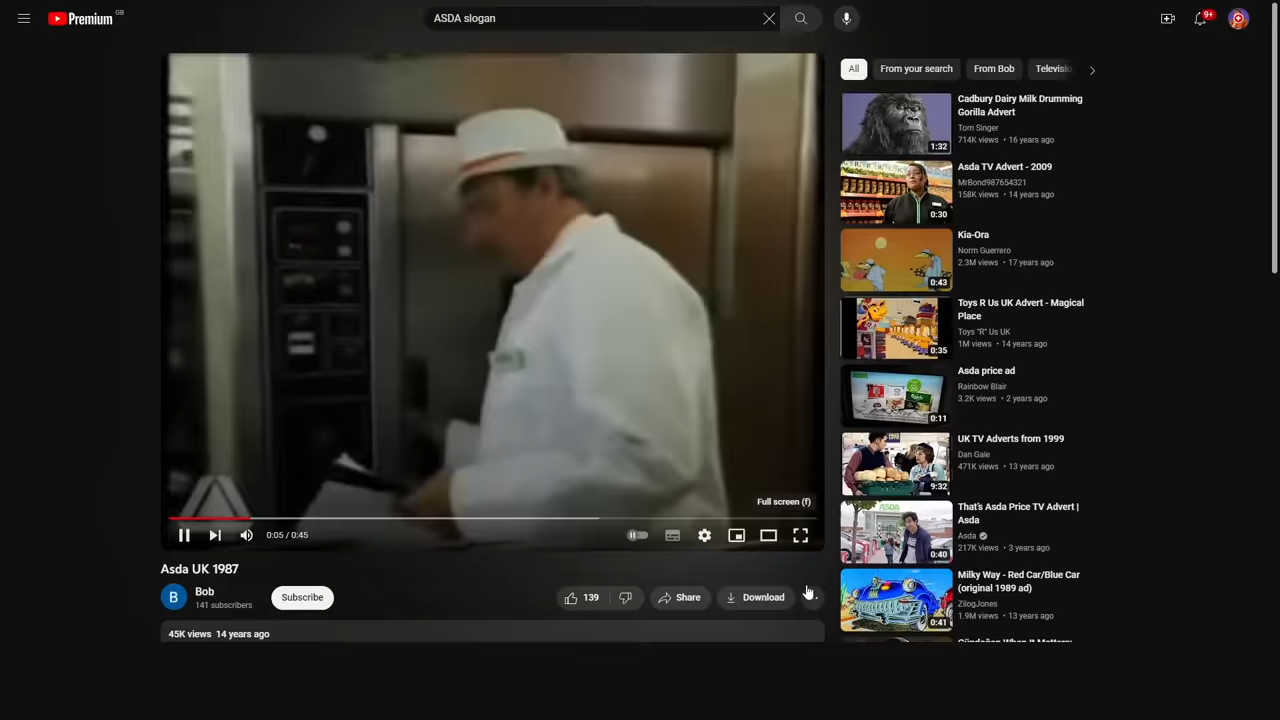 Premium
GB
ASDA slogan
9+
All
From your search
From Bob
Televisio
Cadbury Dairy Milk Drumming
Gorilla Advert
Tom Singer
714K views • 16 years ago
1:32
Asda TV Advert - 2009
MrBond987654321
158K views • 14 years ago
0:30
Kia-Ora
Norm Guerrero
2.3M views • 17 years ago
0:43
Toys R Us UK Advert - Magical
Place
Toys "R" Us UK
1M views • 14 years ago
0:35
Asda price ad
Rainbow Blair
3.2K views • 2 years ago
0:11
UK TV Adverts from 1999
Dan Gale
471K views • 13 years ago
9:32
That's Asda Price TV Advert |
Asda
Asda
217K views • 3 years ago
ASDA
0:40
Milky Way - Red Car/Blue Car
(original 1989 ad)
ZilogJones
1.9M views • 13 years ago
0:41
Full screen (f)
0:05 / 0:45
Asda UK 1987
B
Bob
141 subscribers
Subscribe
139
Share
Download
45K views 14 years ago